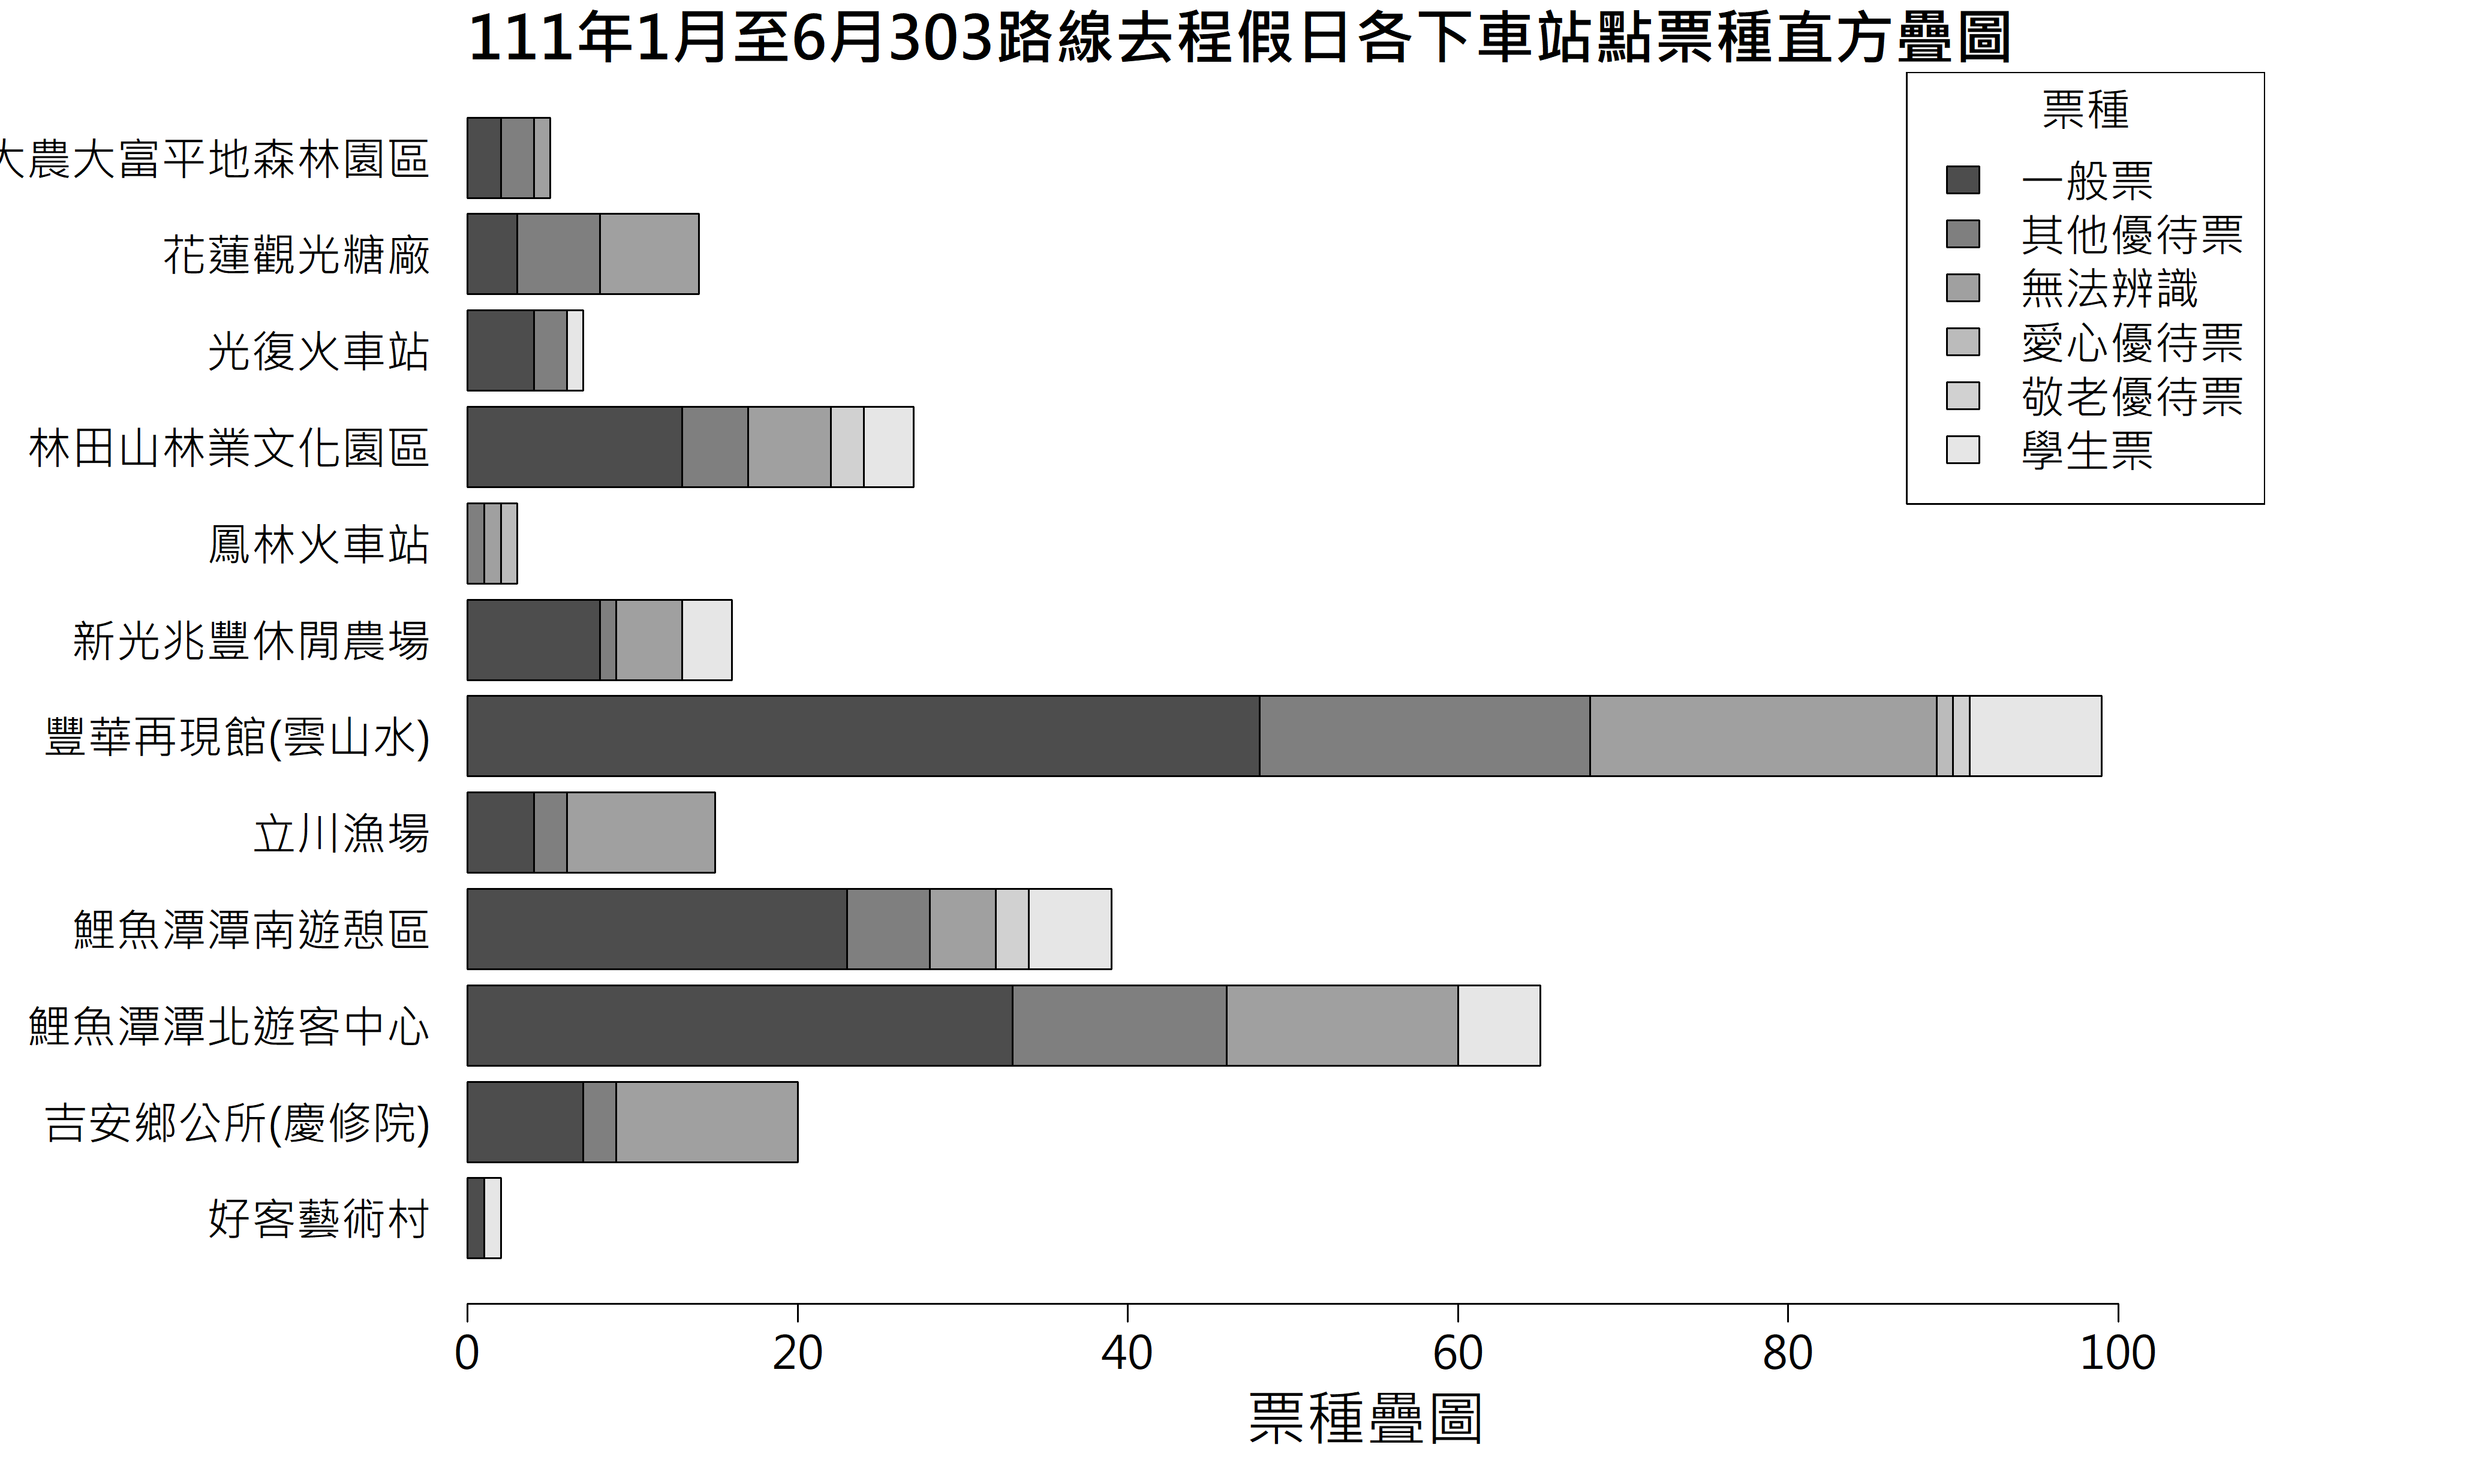 111年1月至6月303路線去程假日各下車站點票種直方疊圖
票種
一般票
其他優待票
無法辨識
愛心優待票
敬老優待票
學生票
大農大富平地森林園區
花蓮觀光糖廠
光復火車站
林田山林業文化園區
鳳林火車站
新光兆豐休閒農場
豐華再現館(雲山水)
立川漁場
鯉魚潭潭南遊憩區
鯉魚潭潭北遊客中心
吉安鄉公所(慶修院)
好客藝術村
0 20 40 60 80 100
票種疊圖